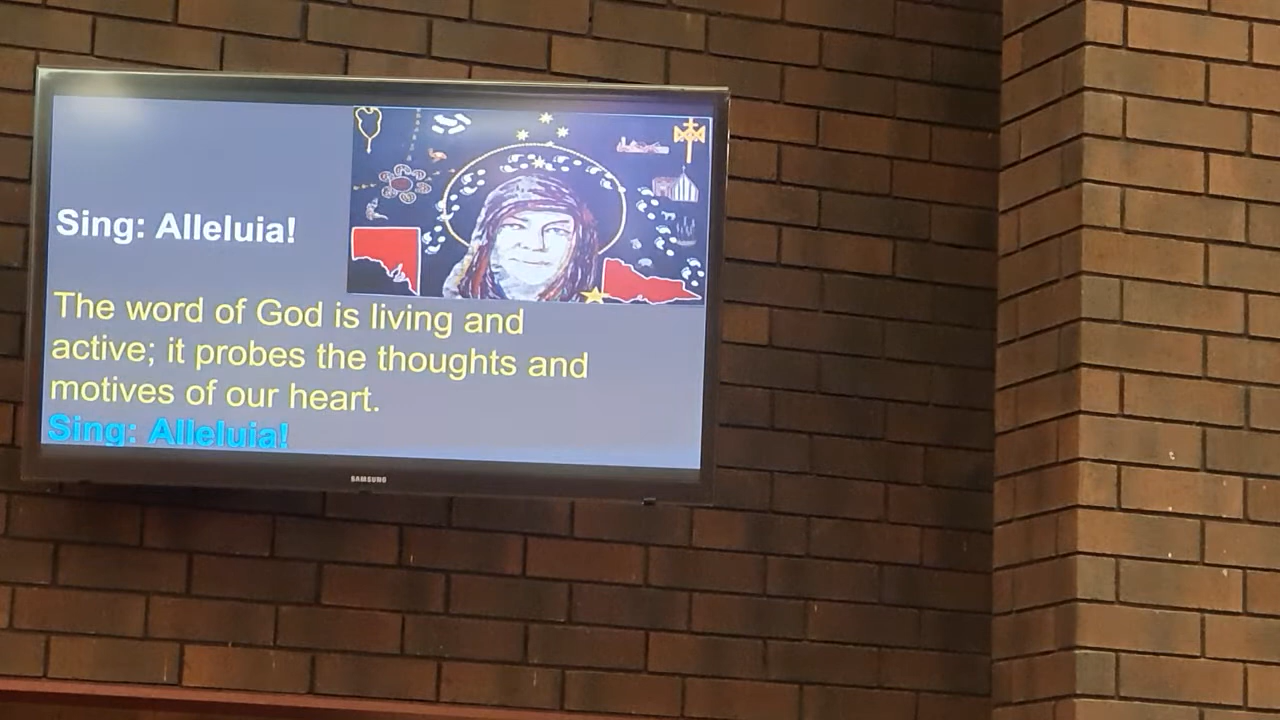 Sing: Alleluia!
The word of God is living and
active; it probes the thoughts and
motives of our heart.
Sing: Alleluia!
SAMSUNG